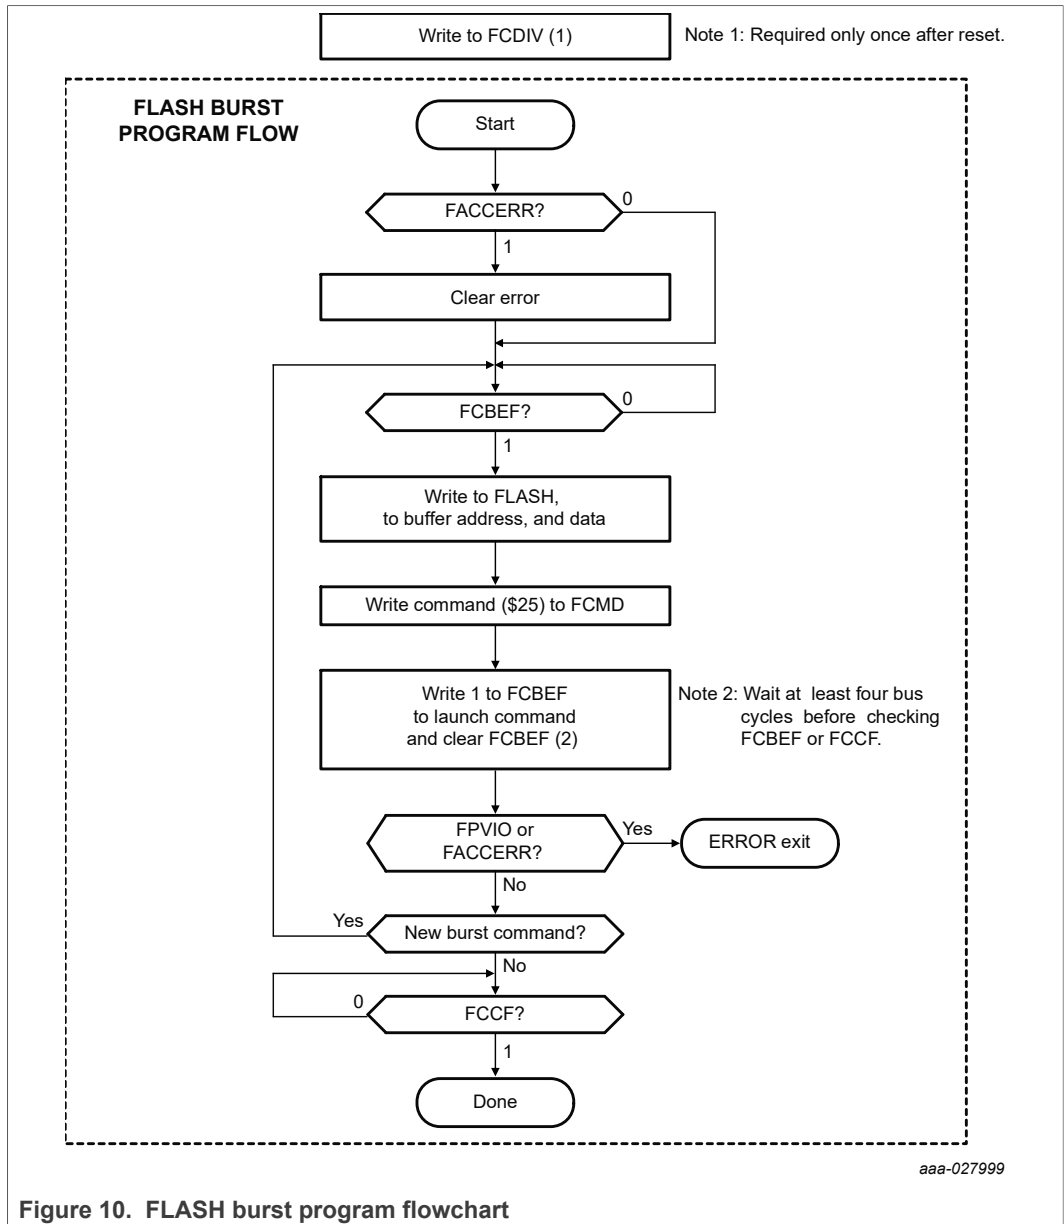 Write to FCDIV (1)
Note 1: Required only once after reset.
FLASH BURST
PROGRAM FLOW
Start
FACCERR?
0
1
Clear error
FCBEF?
0
1
Write to FLASH,
to buffer address, and data
Write command ($25) to FCMD
Write 1 to FCBEF
to launch command
and clear FCBEF (2)
Note 2: Wait at least four bus
cycles before checking
FCBEF or FCCF.
FPVIO or
FACCERR?
Yes
ERROR exit
No
Yes
New burst command?
No
0
FCCF?
1
Done
aaa-027999
Figure 10. FLASH burst program flowchart